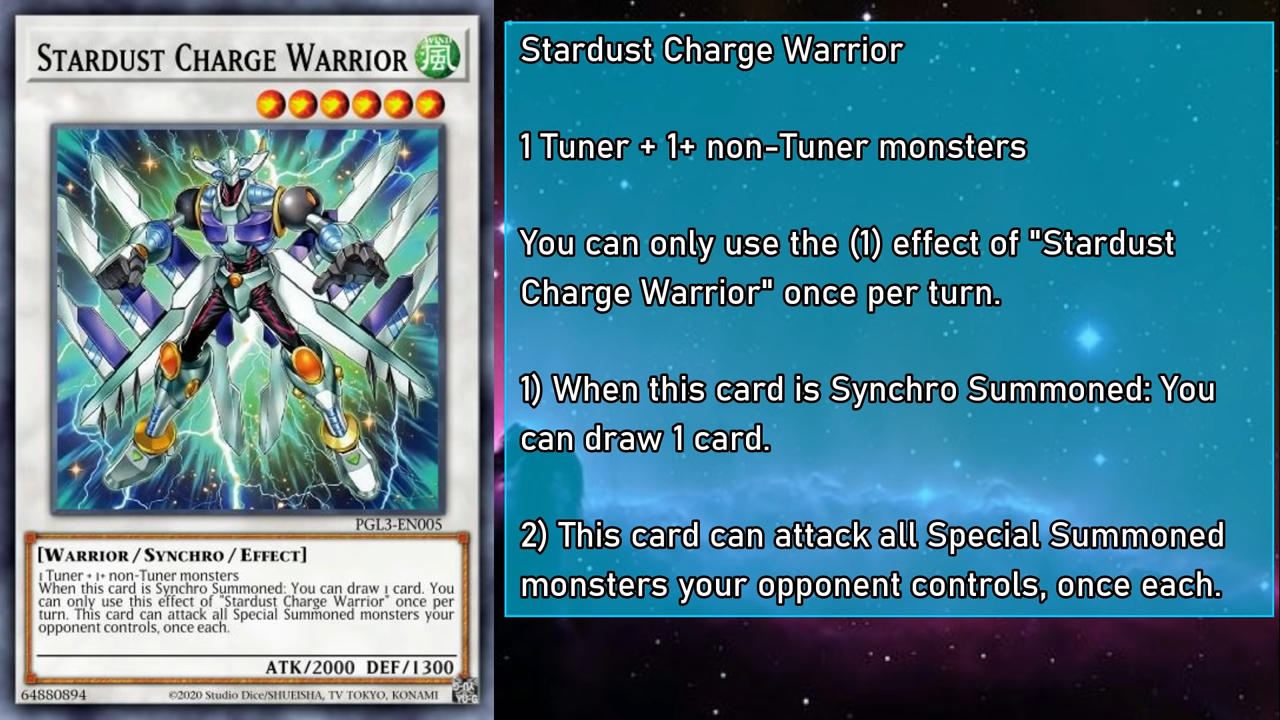 STARDUST CHARGE WARRIOR
WIND
風
PGL3-EN005
[WARRIOR / SYNCHRO / EFFECT]
1 Tuner + 1+ non-Tuner monsters
When this card is Synchro Summoned: You can draw 1 card. You
can only use this effect of "Stardust Charge Warrior" once per
turn. This card can attack all Special Summoned monsters your
opponent controls, once each.
ATK/2000 DEF/1300
64880894
©2020 Studio Dice/SHUEISHA, TV TOKYO, KONAMI
Stardust Charge Warrior
1 Tuner + 1+ non-Tuner monsters
You can only use the (1) effect of "Stardust
Charge Warrior" once per turn.
1) When this card is Synchro Summoned: You
can draw 1 card.
2) This card can attack all Special Summoned
monsters your opponent controls, once each.